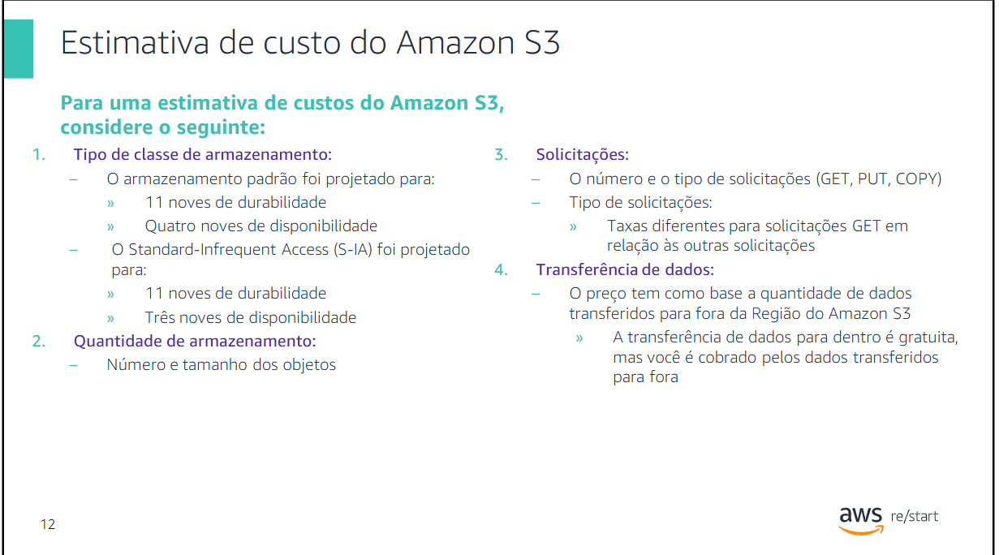 Estimativa de custo do Amazon S3
Para uma estimativa de custos do Amazon S3,
considere o seguinte:
1. Tipo de classe de armazenamento:
– O armazenamento padrão foi projetado para:
» 11 noves de durabilidade
» Quatro noves de disponibilidade
– O Standard-Infrequent Access (S-IA) foi projetado
para:
» 11 noves de durabilidade
» Três noves de disponibilidade
2. Quantidade de armazenamento:
– Número e tamanho dos objetos
3. Solicitações:
– O número e o tipo de solicitações (GET, PUT, COPY)
– Tipo de solicitações:
» Taxas diferentes para solicitações GET em
relação às outras solicitações
4. Transferência de dados:
– O preço tem como base a quantidade de dados
transferidos para fora da Região do Amazon S3
» A transferência de dados para dentro é gratuita,
mas você é cobrado pelos dados transferidos
para fora
12
aws re/start